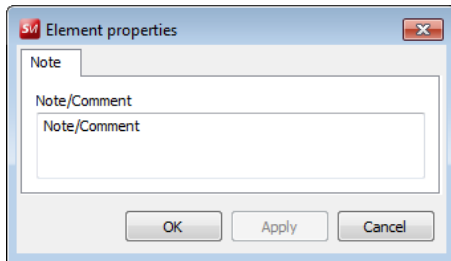 SVI Element properties
Note
Note/Comment
Note/Comment
OK Apply Cancel